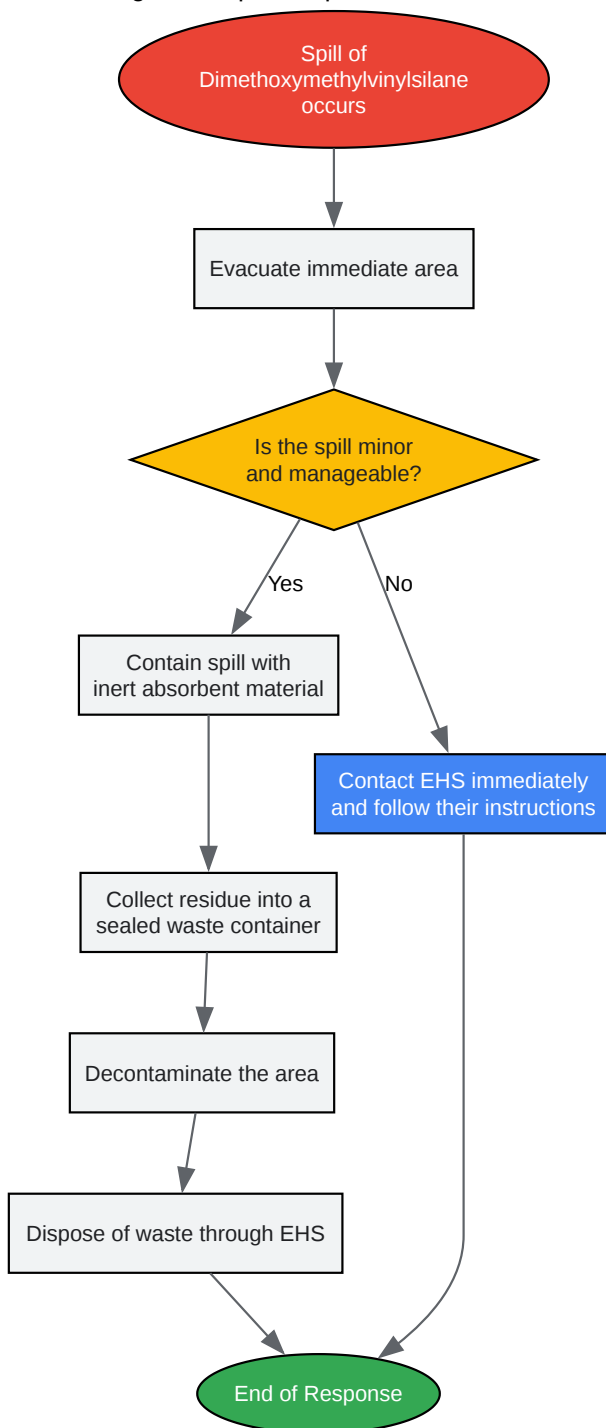 Spill of
Dimethoxymethylvinylsilane
occurs
Evacuate immediate area
Is the spill minor
and manageable?
Yes
No
Contain spill with
inert absorbent material
Contact EHS immediately
and follow their instructions
Collect residue into a
sealed waste container
Decontaminate the area
Dispose of waste through EHS
End of Response